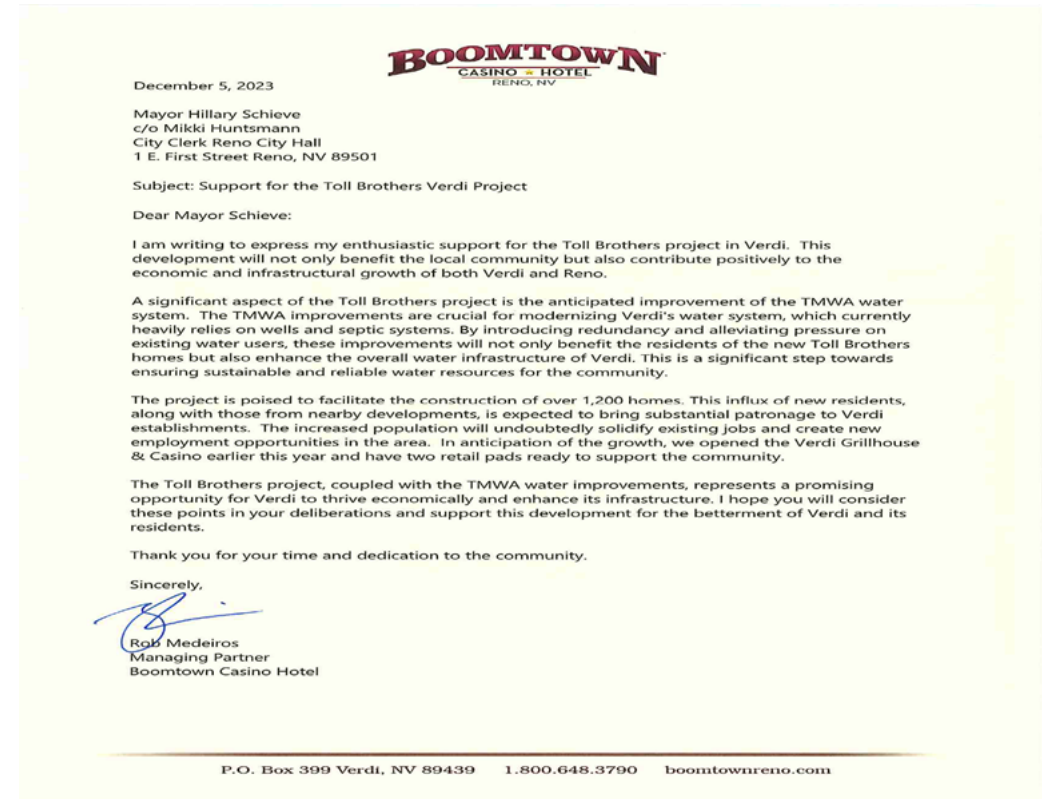 BOOMTOWN
CASINO ★ HOTEL
RENO, NV
December 5, 2023
Mayor Hillary Schieve
c/o Mikki Huntsmann
City Clerk Reno City Hall
1 E. First Street Reno, NV 89501
Subject: Support for the Toll Brothers Verdi Project
Dear Mayor Schieve:
I am writing to express my enthusiastic support for the Toll Brothers project in Verdi.  This
development will not only benefit the local community but also contribute positively to the
economic and infrastructural growth of both Verdi and Reno.
A significant aspect of the Toll Brothers project is the anticipated improvement of the TMWA water
system.  The TMWA improvements are crucial for modernizing Verdi's water system, which currently
heavily relies on wells and septic systems. By introducing redundancy and alleviating pressure on
existing water users, these improvements will not only benefit the residents of the new Toll Brothers
homes but also enhance the overall water infrastructure of Verdi. This is a significant step towards
ensuring sustainable and reliable water resources for the community.
The project is poised to facilitate the construction of over 1,200 homes. This influx of new residents,
along with those from nearby developments, is expected to bring substantial patronage to Verdi
establishments.  The increased population will undoubtedly solidify existing jobs and create new
employment opportunities in the area.  In anticipation of the growth, we opened the Verdi Grillhouse
& Casino earlier this year and have two retail pads ready to support the community.
The Toll Brothers project, coupled with the TMWA water improvements, represents a promising
opportunity for Verdi to thrive economically and enhance its infrastructure. I hope you will consider
these points in your deliberations and support this development for the betterment of Verdi and its
residents.
Thank you for your time and dedication to the community.
Sincerely,
Rob Medeiros
Managing Partner
Boomtown Casino Hotel
P.O. Box 399 Verdi, NV 89439 1.800.648.3790 boomtownreno.com